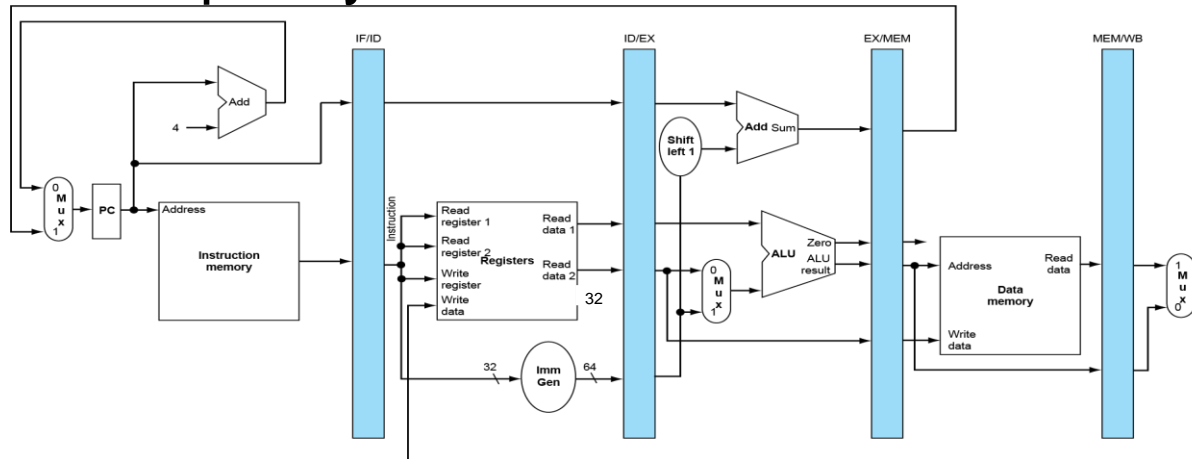 IF/ID
ID/EX
EX/MEM
MEM/WB
Add
4
Add Sum
Shift
left 1
0
M
u
x
1
PC
Address
Instruction
memory
Instruction
Read
register 1
Read
register 2
Write
register
Write
data
Registers
Read
data 1
Read
data 2
32
0
M
u
x
1
Zero
ALU
ALU
result
Address
Read
data
Data
memory
Write
data
1
M
u
x
0
32
Imm
Gen
64